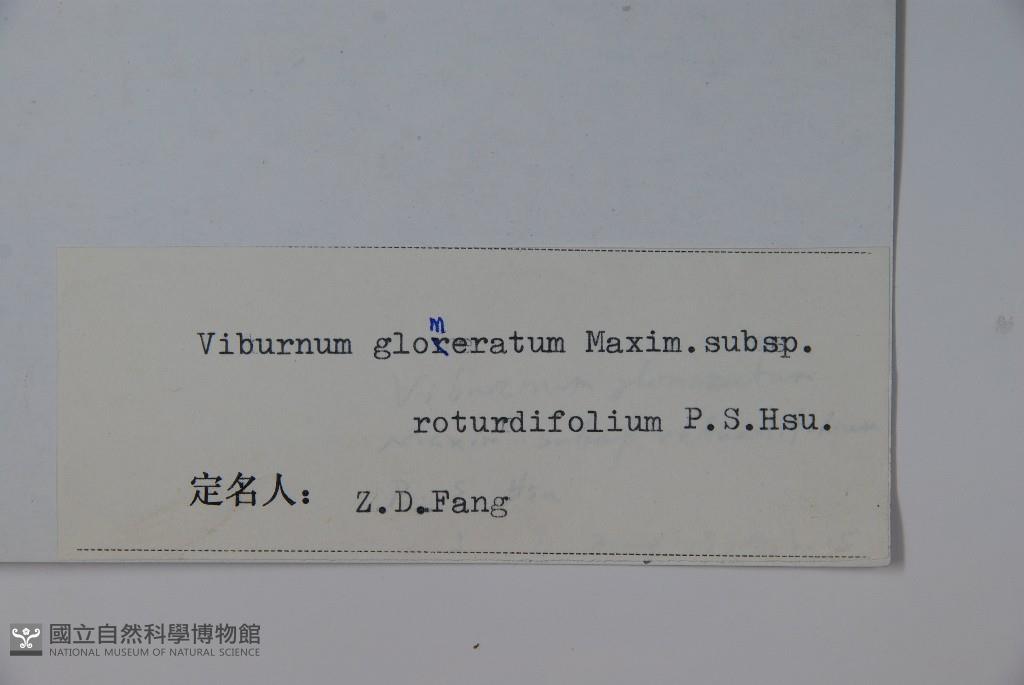 Viburnum glomeratum Maxim.subsp.
roturdifolium P.S.Hsu.
定名人： Z.D.Fang
國立自然科學博物館
NATIONAL MUSEUM OF NATURAL SCIENCE